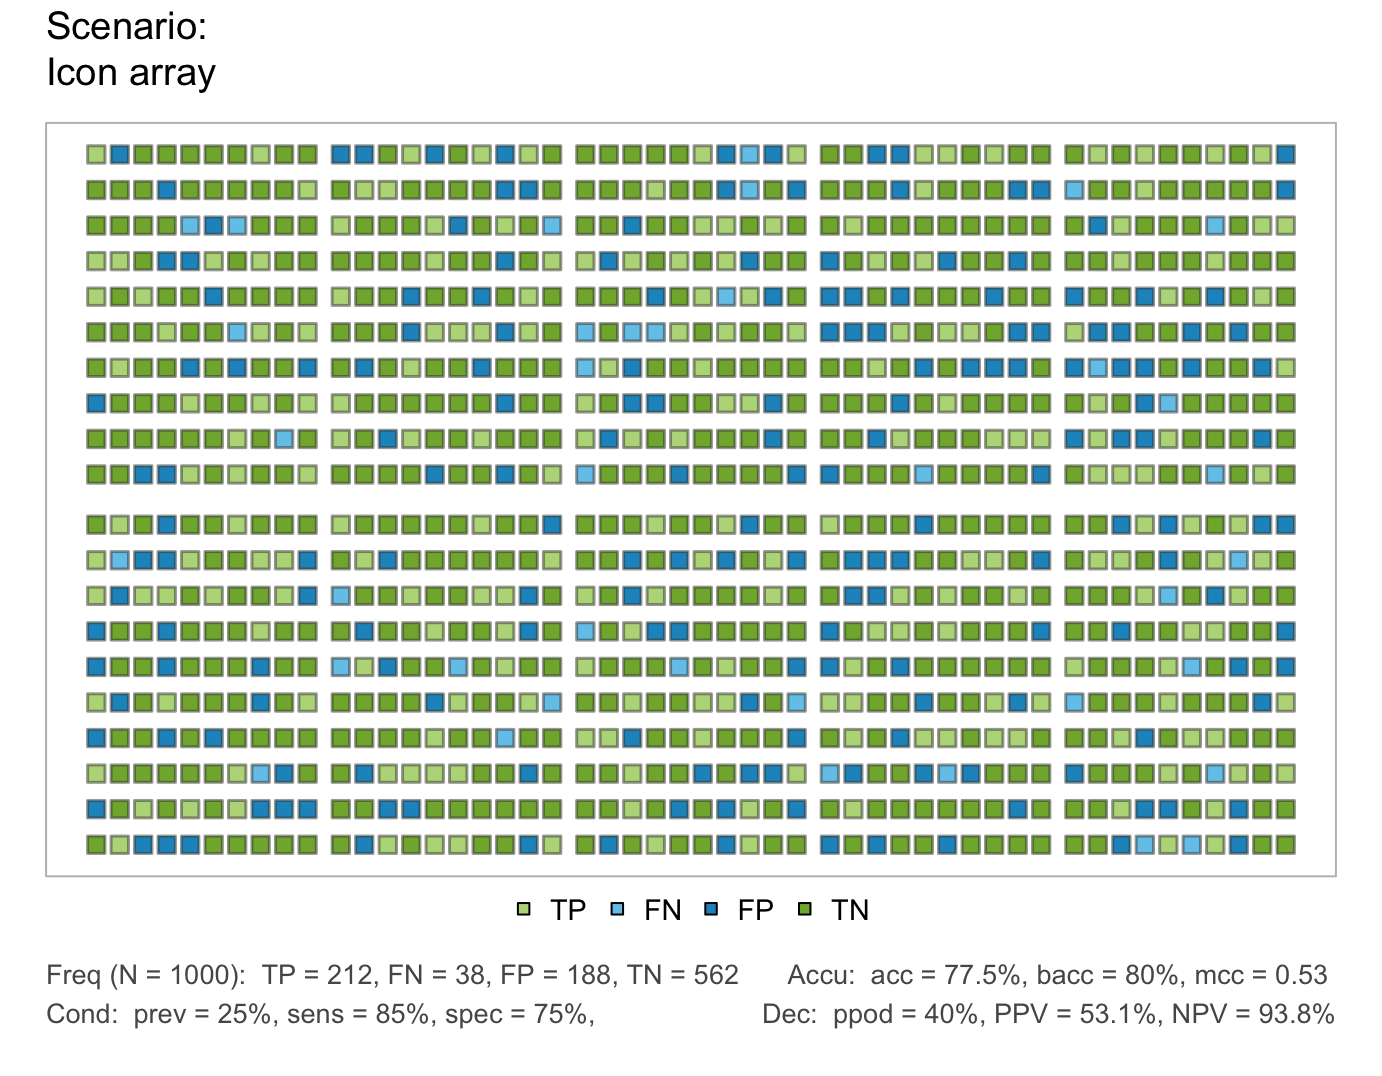 Scenario:
Icon array
TP FN FP TN
Freq (N = 1000):  TP = 212, FN = 38, FP = 188, TN = 562 Accu:  acc = 77.5%, bacc = 80%, mcc = 0.53
Cond:  prev = 25%, sens = 85%, spec = 75%, Dec:  ppod = 40%, PPV = 53.1%, NPV = 93.8%